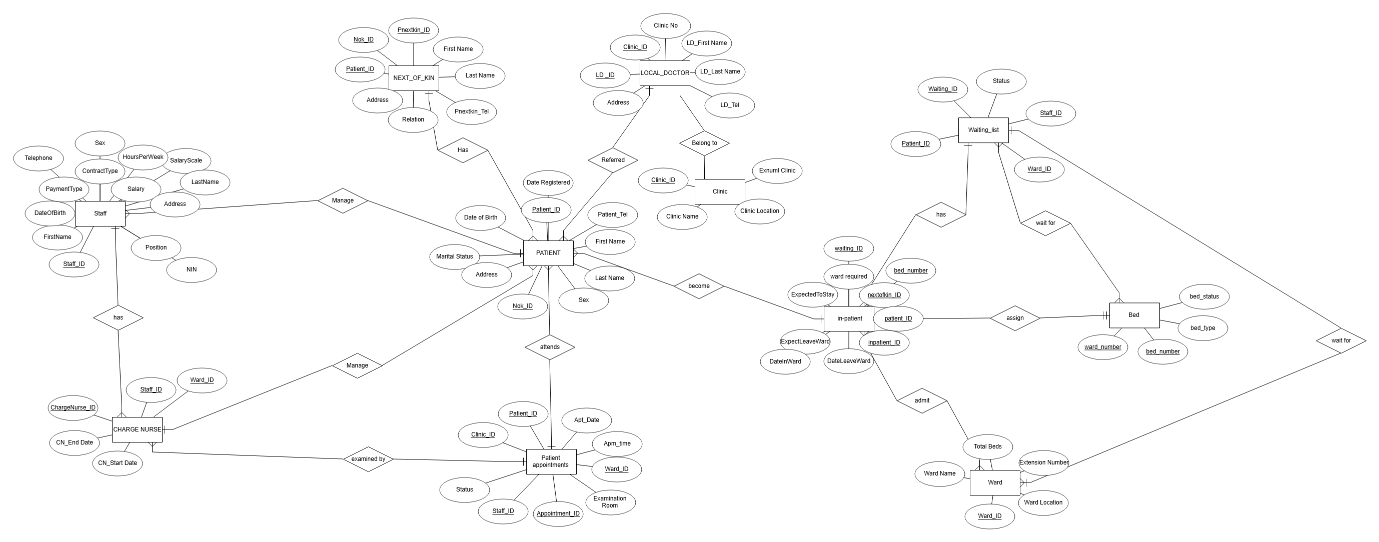 Clinic No
Pnextkin_ID
Nok_ID
First Name
Clinic_ID
LD_First Name
Patient_ID
NEXT_OF_KIN
Last Name
LD _ID
LOCAL_DOCTOR
LD_Last Name
Address
Relation
Pnextkin_Tel
Address
LD_Tel
Waiting_ID
Status
Staff_ID
Waiting_list
Patient_ID
Ward_ID
Sex
Telephone
HoursPerWeek
SalaryScale
ContractType
PaymentType
Salary
LastName
Address
DateOfBirth
Staff
FirstName
Position
Staff_ID
NIN
Has
Referred
Belong to
Manage
Date Registered
Clinic_ID
Clinic
Exnuml Clinic
Clinic Name
Clinic Location
Date of Birth
Patient_ID
Patient_Tel
First Name
Marital Status
PATIENT
Address
Last Name
Nok_ID
Sex
become
has
wait for
waiting_ID
ward required
bed_number
ExpectedToStay
nextofkin_ID
in-patient
patient_ID
ExpectLeaveWard
inpatient_ID
DateInWard
DateLeaveWard
assign
Bed
bed_status
bed_type
ward_number
bed_number
wait for
has
attends
Manage
admit
Staff_ID
Ward_ID
ChargeNurse_ID
CHARGE NURSE
CN_End Date
CN_Start Date
examined by
Patient_ID
Apt_Date
Clinic_ID
Apm_time
Patient
appointments
Ward_ID
Status
Examination
Room
Staff_ID
Appointment_ID
Total Beds
Ward Name
Extension Number
Ward
Ward Location
Ward_ID